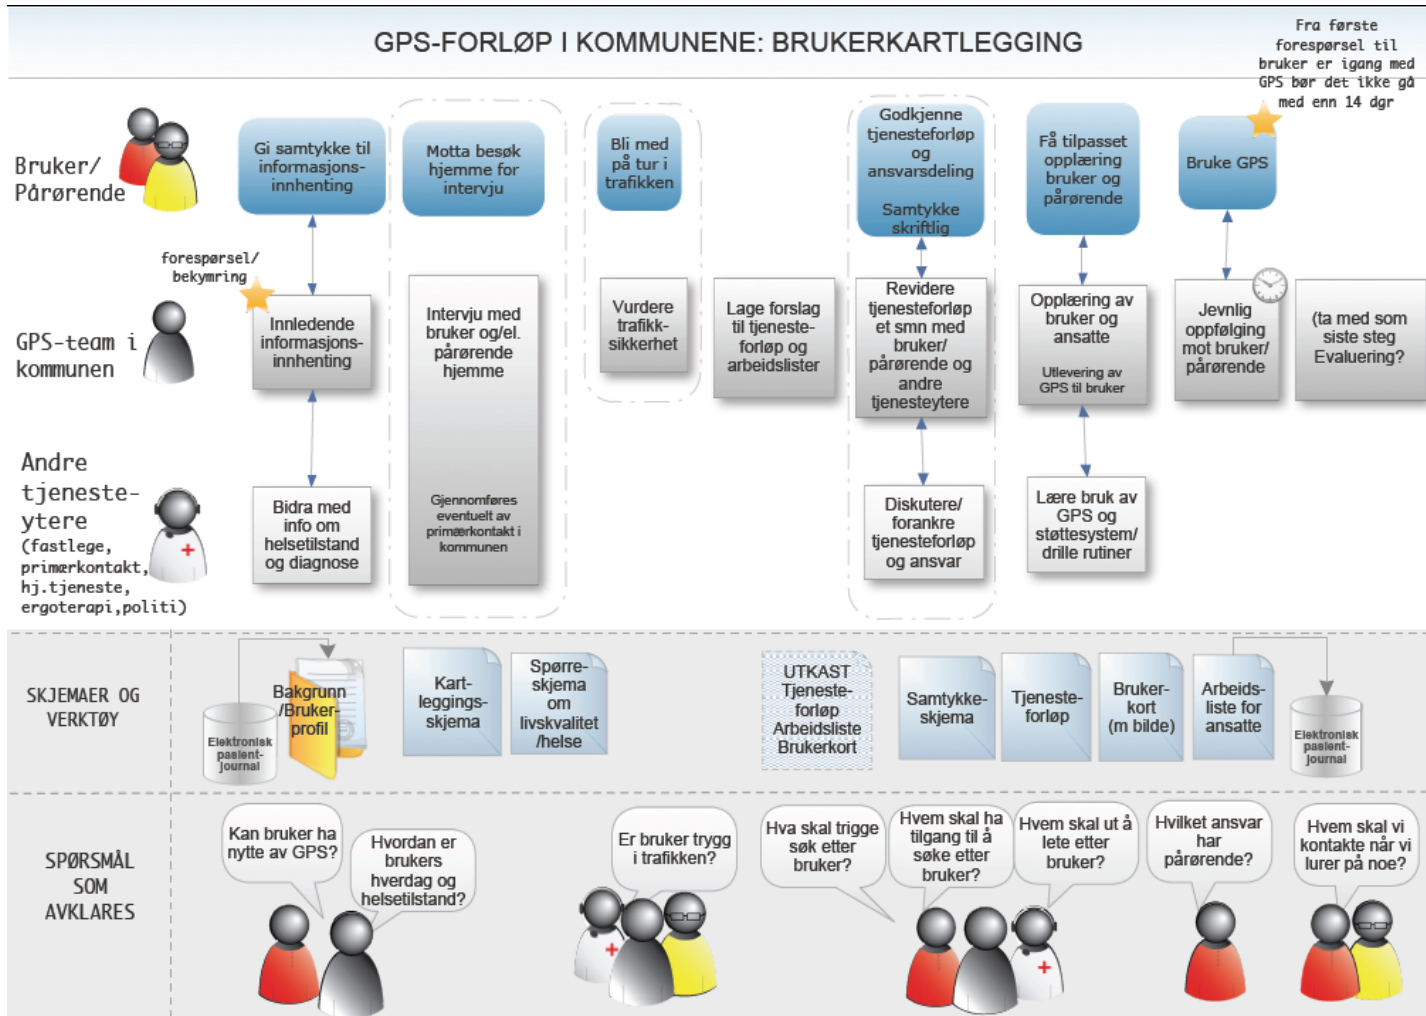 GPS-FORLØP I KOMMUNENE: BRUKERKARTLEGGING
Fra første
forespørsel til
bruker er igang med
GPS bør det ikke gå
med enn 14 dgr
Bruker/
Pårørende
Gi samtykke til
informasjons-
innhenting
Motta besøk
hjemme for
intervju
Bli med
på tur i
trafikken
Godkjenne
tjenesteforløp
og
ansvarsdeling
Samtykke
skriftlig
Få tilpasset
opplæring
bruker og
pårørende
Bruke GPS
forespørsel/
bekymring
GPS-team i
kommunen
Innledende
informasjons-
innhenting
Intervju med
bruker og/el.
pårørende
hjemme
Gjennomføres
eventuelt av
primærkontakt i
kommunen
Vurdere
trafikk-
sikkerhet
Lage forslag
til tjeneste-
forløp og
arbeidslister
Revidere
tjenesteforløp
et smn med
bruker/
pårørende og
andre
tjenesteytere
Opplæring av
bruker og
ansatte
Utlevering av
GPS til bruker
Jevnlig
oppfølging
mot bruker/
pårørende
(ta med som
siste steg
Evaluering?
Andre
tjeneste-
ytere
(fastlege,
primærkontakt,
hj.tjeneste,
ergoterapi,politi)
Bidra med
info om
helsetilstand
og diagnose
Diskutere/
forankre
tjenesteforløp
og ansvar
Lære bruk av
GPS og
støttesystem/
drille rutiner
SKJEMAER OG
VERKTØY
Elektronisk
pasient-
journal
Bakgrunn
/Bruker-
profil
Kart-
leggings-
skjema
Spørre-
skjema
om
livskvalitet
/helse
UTKAST
Tjeneste-
forløp
Arbeidsliste
Brukerkort
Samtykke-
skjema
Tjeneste-
forløp
Bruker-
kort
(m bilde)
Arbeids-
liste for
ansatte
Elektronisk
pasient-
journal
SPØRSMÅL
SOM
AVKLARES
Kan bruker ha
nytte av GPS?
Hvordan er
brukers
hverdag og
helsetilstand?
Er bruker trygg
i trafikken?
Hva skal trigge
søk etter
bruker?
Hvem skal ha
tilgang til å
søke etter
bruker?
Hvem skal ut å
lete etter
bruker?
Hvilket ansvar
har
pårørende?
Hvem skal vi
kontakte når vi
lurer på noe?